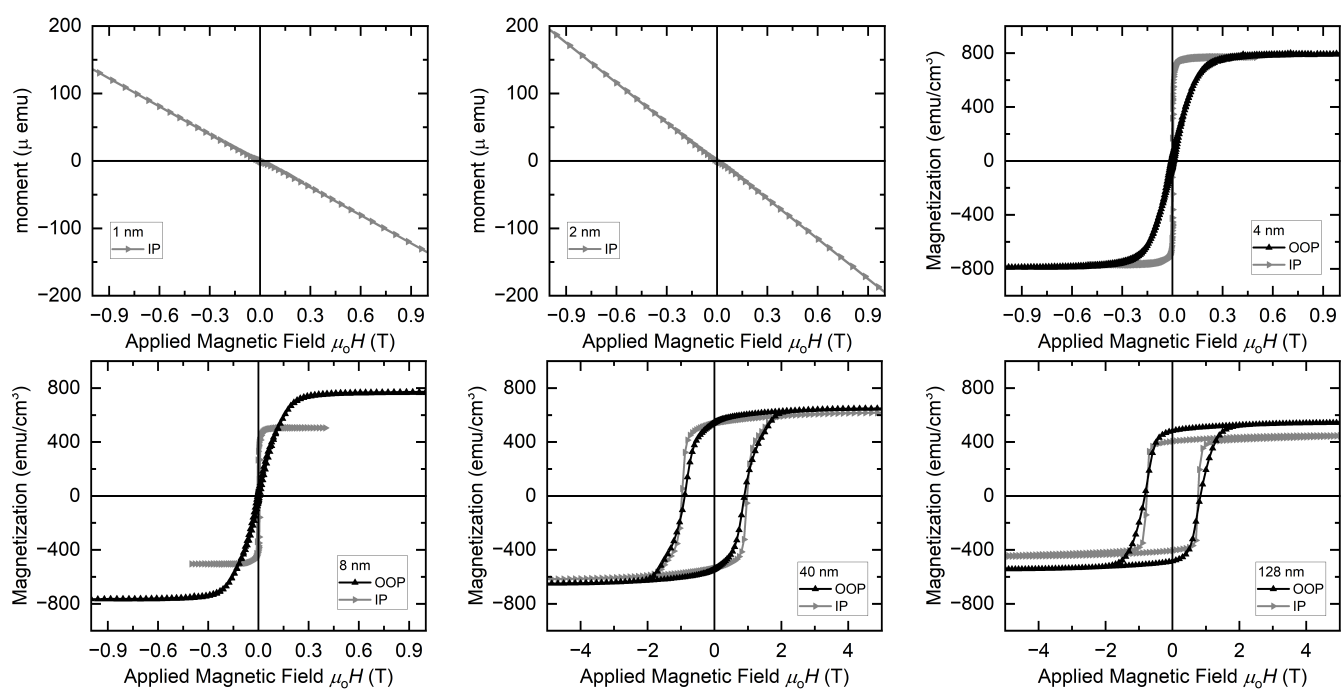 200
100
0
−100
−200
moment (μ emu)
1 nm
IP
−0.9 −0.6 −0.3 0.0 0.3 0.6 0.9
Applied Magnetic Field μoH (T)
200
100
0
−100
−200
moment (μ emu)
2 nm
IP
−0.9 −0.6 −0.3 0.0 0.3 0.6 0.9
Applied Magnetic Field μoH (T)
800
400
0
−400
−800
Magnetization (emu/cm³)
4 nm
OOP
IP
−0.9 −0.6 −0.3 0.0 0.3 0.6 0.9
Applied Magnetic Field μoH (T)
800
400
0
−400
−800
Magnetization (emu/cm³)
8 nm
OOP
IP
−0.9 −0.6 −0.3 0.0 0.3 0.6 0.9
Applied Magnetic Field μoH (T)
800
400
0
−400
−800
Magnetization (emu/cm³)
40 nm
OOP
IP
−4 −2 0 2 4
Applied Magnetic Field μoH (T)
800
400
0
−400
−800
Magnetization (emu/cm³)
128 nm
OOP
IP
−4 −2 0 2 4
Applied Magnetic Field μoH (T)